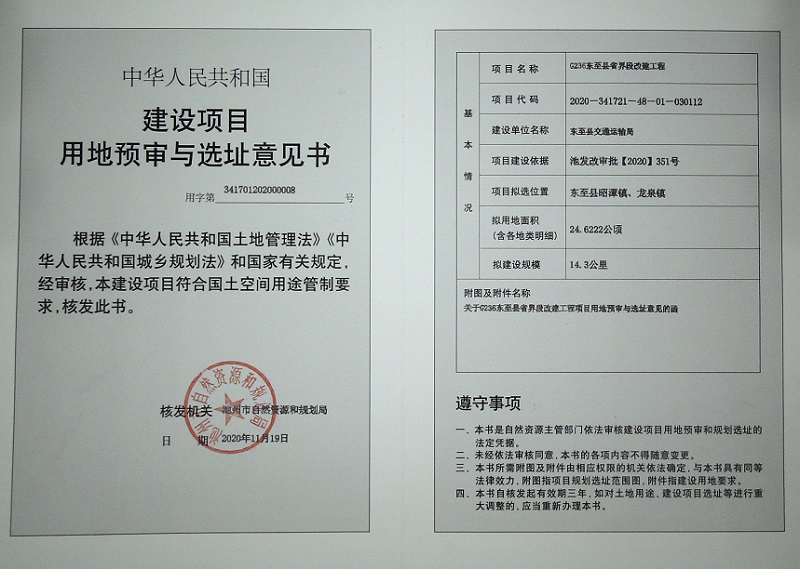 中华人民共和国
建设项目
用地预审与选址意见书
用字第 341701202000008 号
根据《中华人民共和国土地管理法》《中
华人民共和国城乡规划法》和国家有关规定，
经审核，本建设项目符合国土空间用途管制要
求，核发此书。
核发机关 池州市自然资源和规划局
日 期 2020年11月19日
池州市自然资源和规划局
基本情况
项目名称 G236东至县省界段改建工程
项目代码 2020-341721-48-01-030112
建设单位名称 东至县交通运输局
项目建设依据 池发改审批【2020】351号
项目拟选位置 东至县昭潭镇、龙泉镇
拟用地面积
(含各地类明细) 24.6222公顷
拟建设规模 14.3公里
附图及附件名称
关于G236东至县省界段改建工程项目用地预审与选址意见的函
遵守事项
一、本书是自然资源主管部门依法审核建设项目用地预审和规划选址的
法定凭据。
二、未经依法审核同意，本书的各项内容不得随意变更。
三、本书所需附图及附件由相应权限的机关依法确定，与本书具有同等
法律效力，附图指项目规划选址范围图，附件指建设用地要求。
四、本书自核发起有效期三年，如对土地用途，建设项目选址等进行重
大调整的，应当重新办理本书。